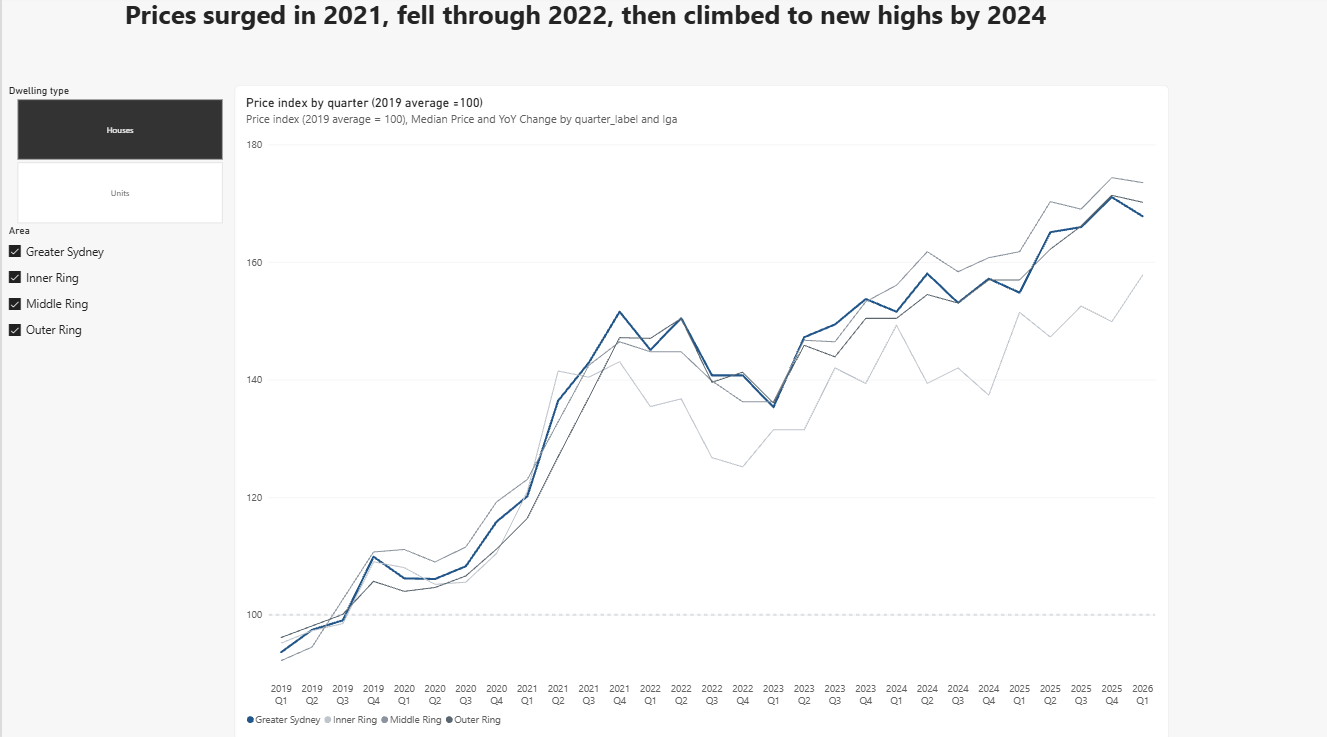 Prices surged in 2021, fell through 2022, then climbed to new highs by 2024
Dwelling type
Houses
Units
Area
Greater Sydney
Inner Ring
Middle Ring
Outer Ring
Price index by quarter (2019 average =100)
Price index (2019 average = 100), Median Price and YoY Change by quarter_label and lga
180
160
140
120
100
2019 2019 2019 2019 2020 2020 2020 2020 2021 2021 2021 2021 2022 2022 2022 2022 2023 2023 2023 2023 2024 2024 2024 2024 2025 2025 2025 2025 2026
Q1 Q2 Q3 Q4 Q1 Q2 Q3 Q4 Q1 Q2 Q3 Q4 Q1 Q2 Q3 Q4 Q1 Q2 Q3 Q4 Q1 Q2 Q3 Q4 Q1 Q2 Q3 Q4 Q1
Greater Sydney Inner Ring Middle Ring Outer Ring